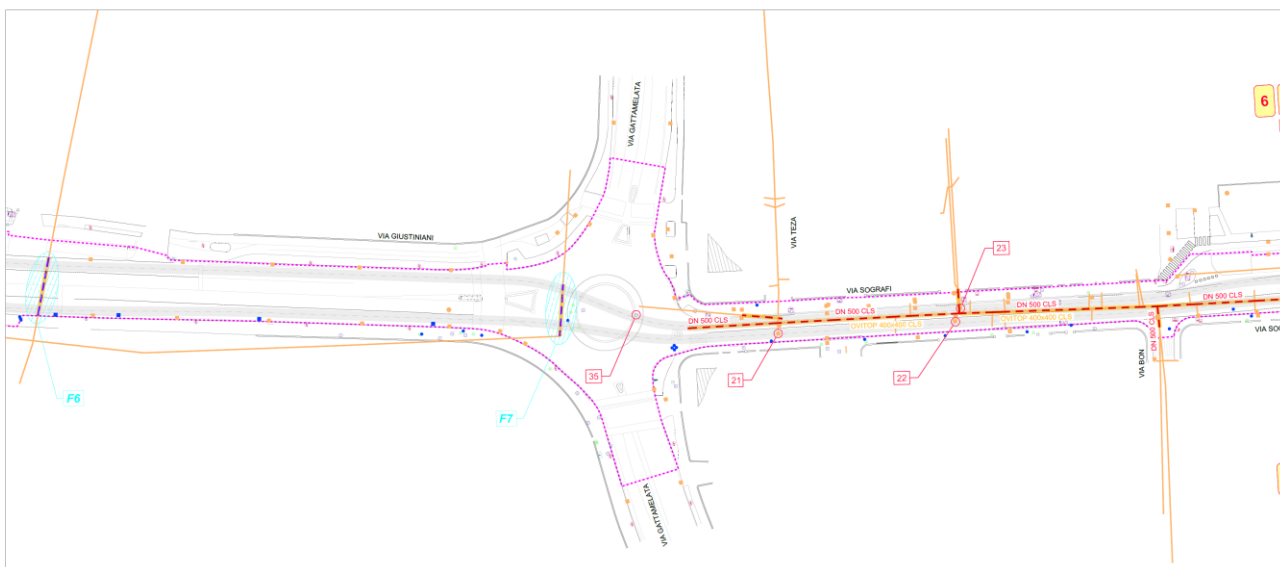 6
VIA GATTAMELATA
VIA GIUSTINIANI
VIA TEZA
23
VIA SOGRAFI
DN 500 CLS
DN 500 CLS
DN 500 CLS
DN 500 CLS
OVITOP 400x400 CLS
OVITOP 400x400 CLS
DN 500 CLS
VIA SOG
VIA BON
35
21
22
F6
F7
VIA GATTAMELATA